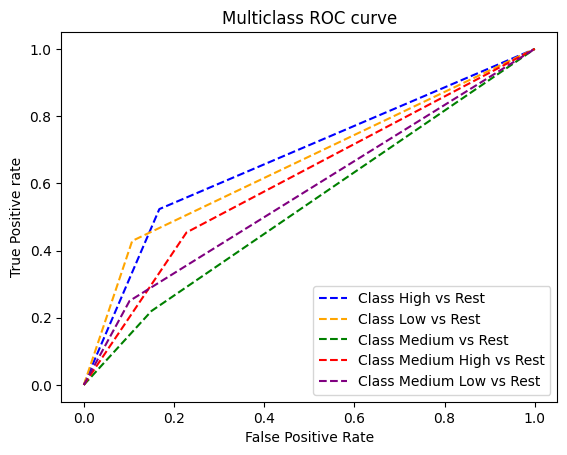 Multiclass ROC curve
True Positive rate
1.0
0.8
0.6
0.4
0.2
0.0
Class High vs Rest
Class Low vs Rest
Class Medium vs Rest
Class Medium High vs Rest
Class Medium Low vs Rest
0.0 0.2 0.4 0.6 0.8 1.0
False Positive Rate